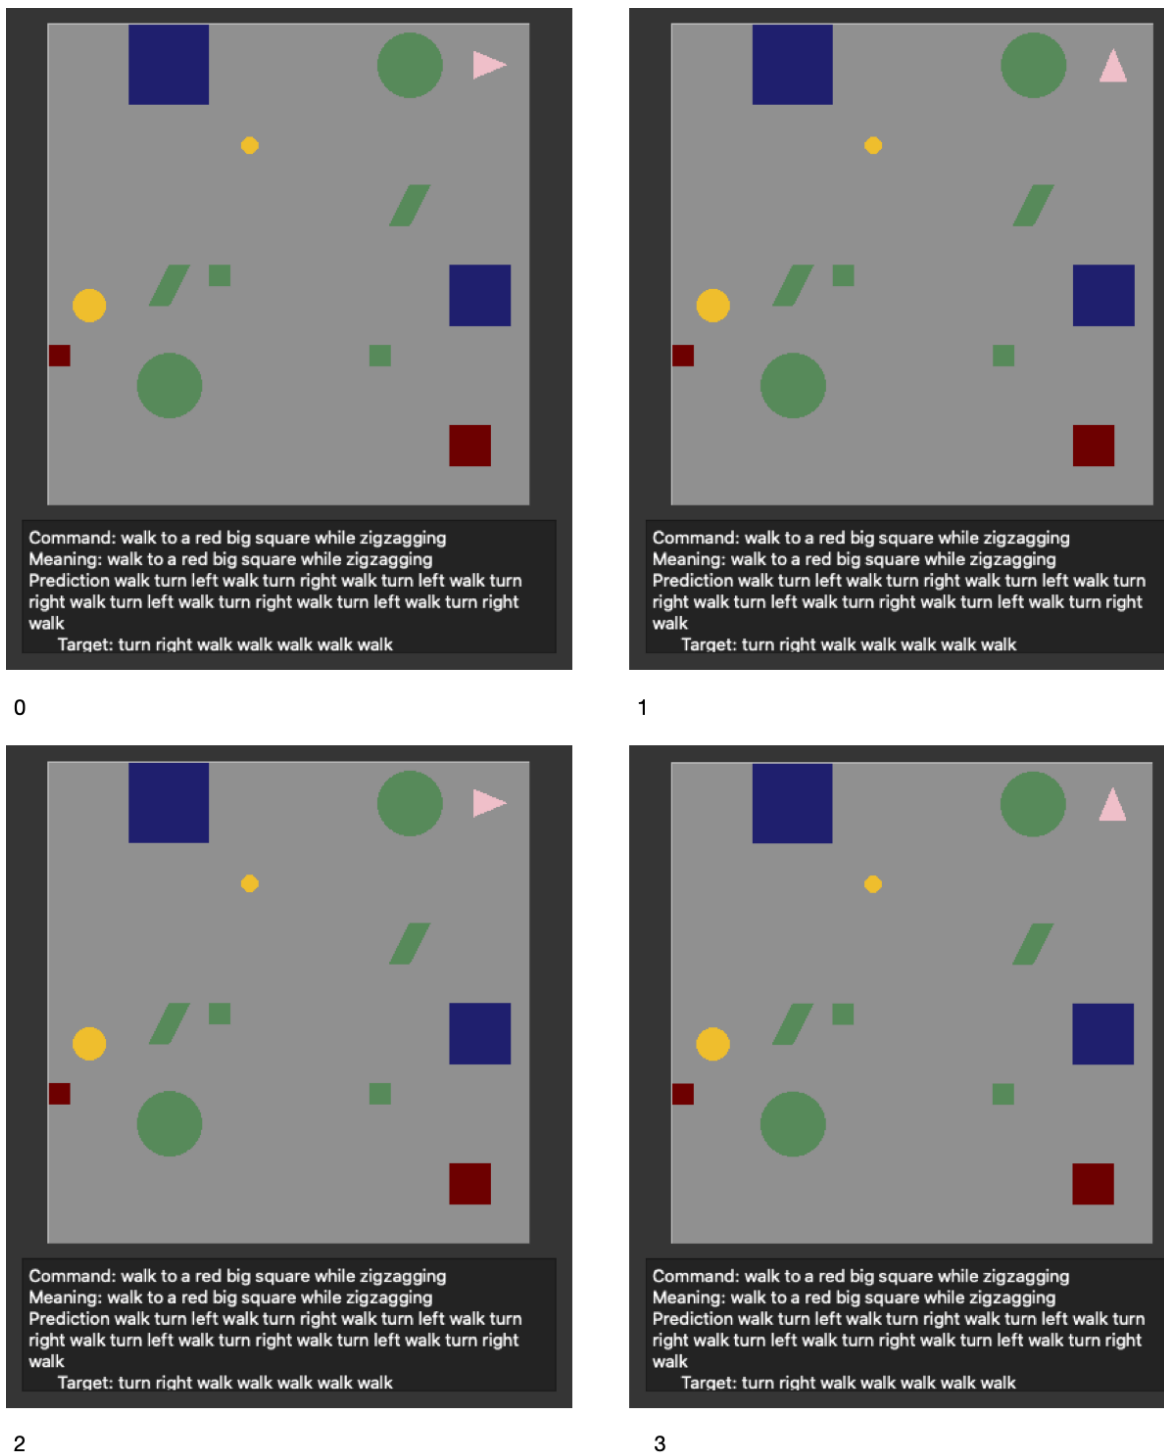 Command: walk to a red big square while zigzagging
Meaning: walk to a red big square while zigzagging
Prediction walk turn left walk turn right walk turn left walk turn
right walk turn left walk turn right walk turn left walk turn right
walk
Target: turn right walk walk walk walk walk
0
Command: walk to a red big square while zigzagging
Meaning: walk to a red big square while zigzagging
Prediction walk turn left walk turn right walk turn left walk turn
right walk turn left walk turn right walk turn left walk turn right
walk
Target: turn right walk walk walk walk walk
1
Command: walk to a red big square while zigzagging
Meaning: walk to a red big square while zigzagging
Prediction walk turn left walk turn right walk turn left walk turn
right walk turn left walk turn right walk turn left walk turn right
walk
Target: turn right walk walk walk walk walk
2
Command: walk to a red big square while zigzagging
Meaning: walk to a red big square while zigzagging
Prediction walk turn left walk turn right walk turn left walk turn
right walk turn left walk turn right walk turn left walk turn right
walk
Target: turn right walk walk walk walk walk
3